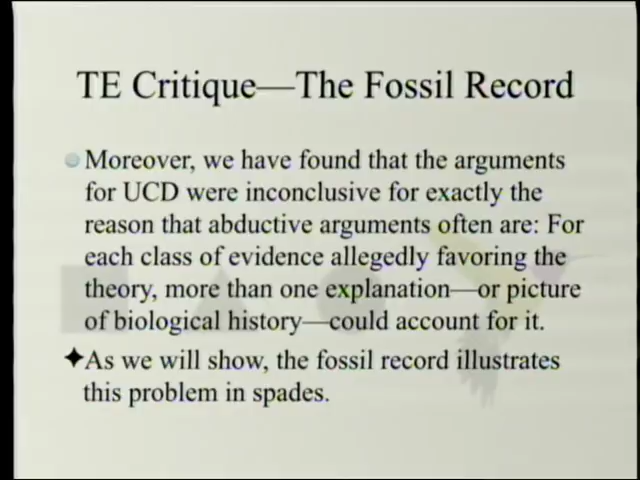 TE Critique—The Fossil Record
Moreover, we have found that the arguments
for UCD were inconclusive for exactly the
reason that abductive arguments often are: For
each class of evidence allegedly favoring the
theory, more than one explanation—or picture
of biological history—could account for it.
As we will show, the fossil record illustrates
this problem in spades.